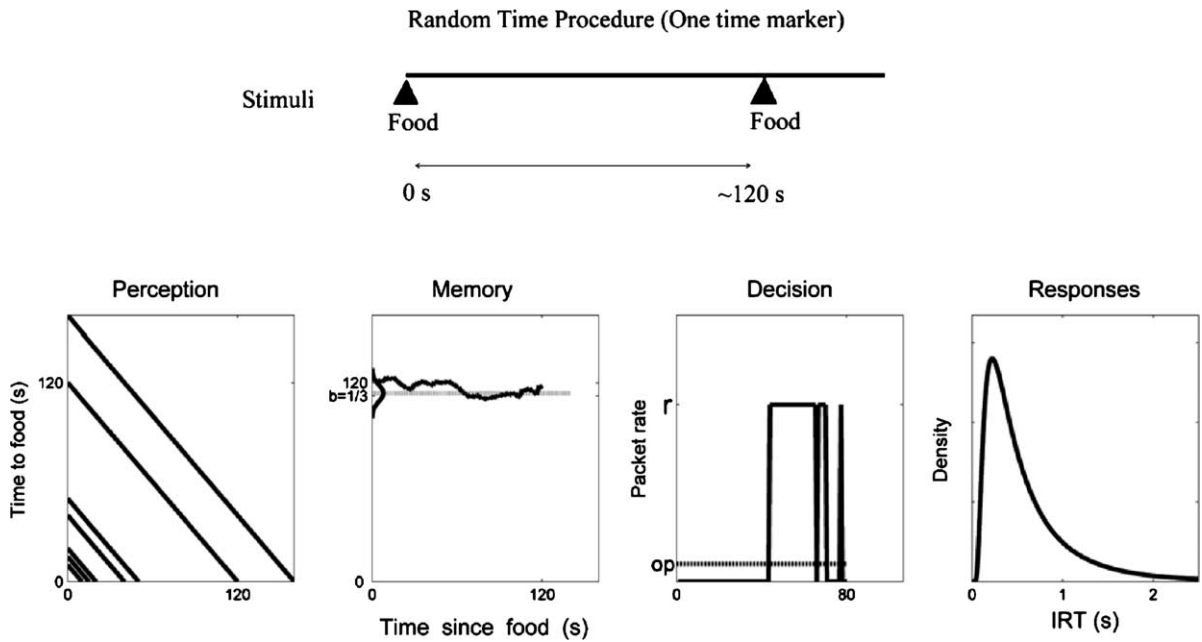 Random Time Procedure (One time marker)
Stimuli
Food
Food
0 s
~120 s
Perception
Memory
Decision
Responses
Time to food (s)
120
0
0
120
120
b=1/3
0
120
Time since food (s)
Packet rate
r
op
0
80
Density
0
1
2
IRT (s)